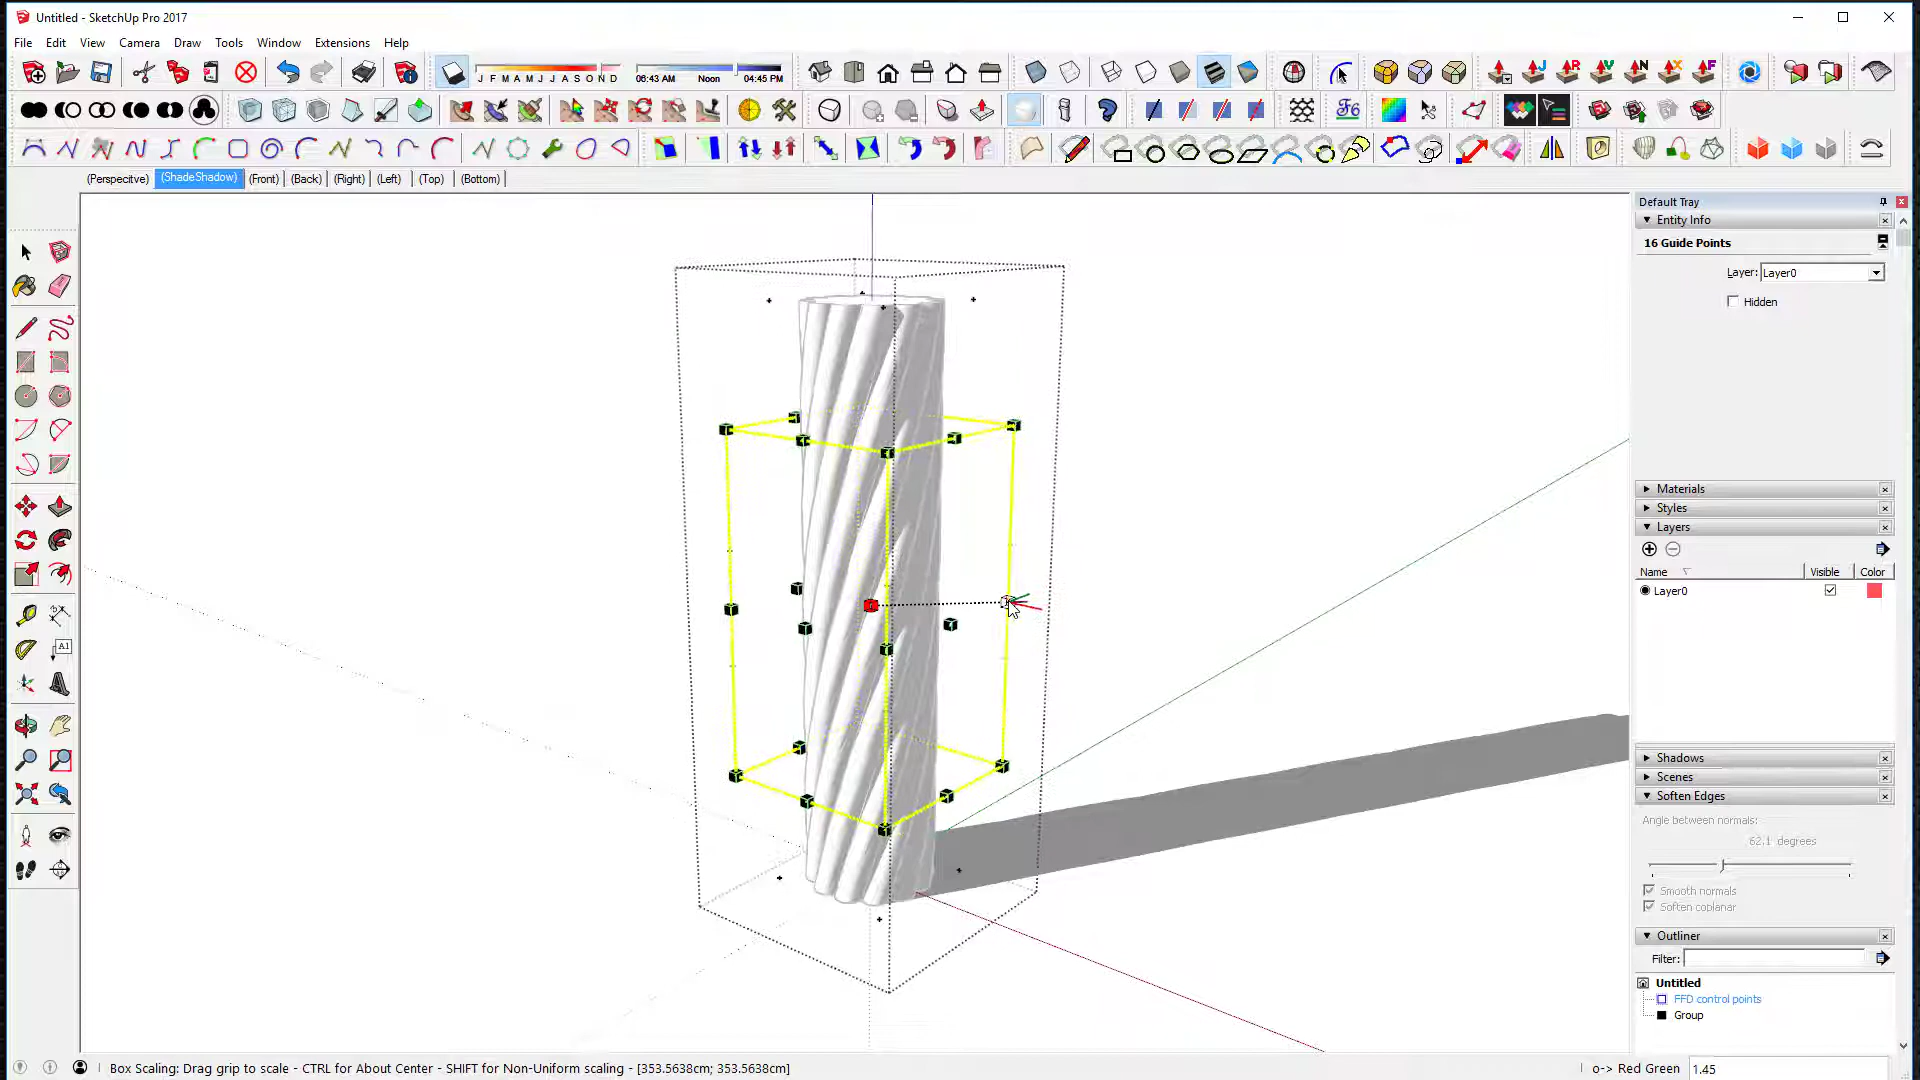 Untitled - SketchUp Pro 2017
File Edit View Camera Draw Tools Window Extensions Help
J F M A M J J A S O N D 06:43 AM Noon 04:45 PM
J R V N X F
F6
(Perspective) (ShadeShadow) (Front) (Back) (Right) (Left) (Top) (Bottom)
Default Tray
Entity Info
16 Guide Points
Layer: Layer0
Hidden
A1
Materials
Styles
Layers
Name Visible Color
Layer0
Shadows
Scenes
Soften Edges
Angle between normals:
62.1 degrees
Smooth normals
Soften coplanar
Outliner
Filter:
Untitled
FFD control points
Group
Box Scaling: Drag grip to scale - CTRL for About Center - SHIFT for Non-Uniform scaling - [353.5638cm; 353.5638cm]
o-> Red Green 1.45